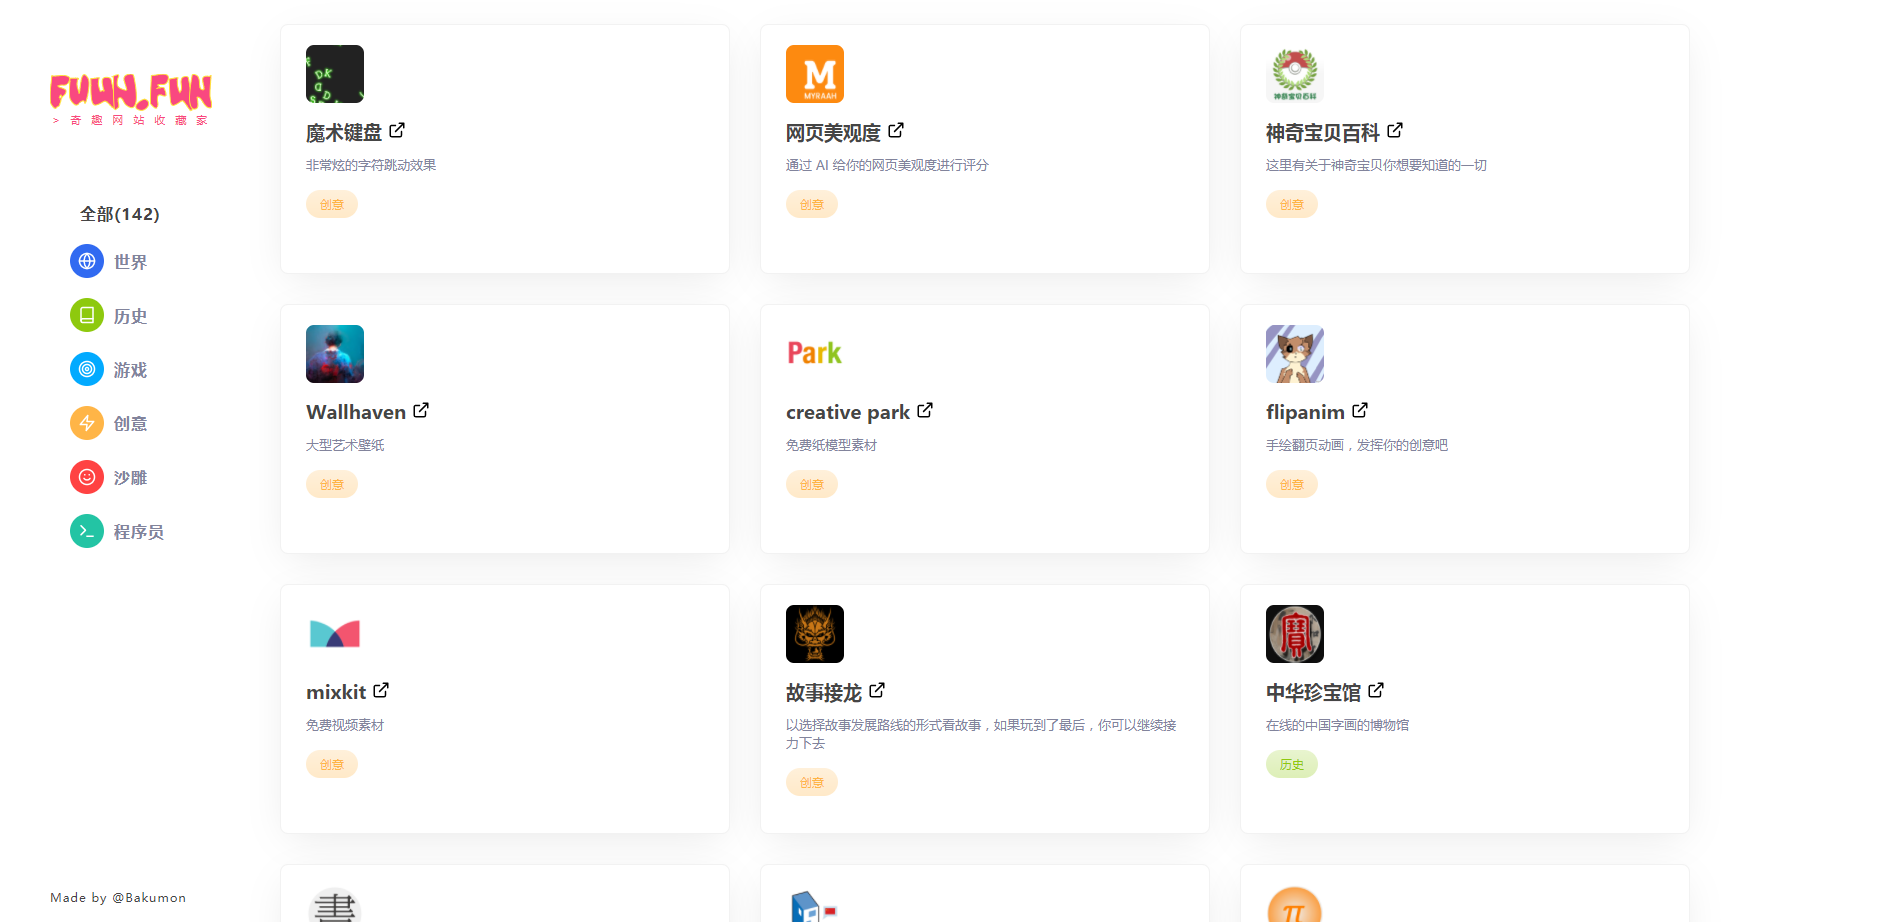 FUUN.FUN
> 奇趣网站收藏家
全部(142)
世界
历史
游戏
创意
沙雕
程序员
Made by @Bakumon
魔术键盘
非常炫的字符跳动效果
创意
M
MYRAAH
网页美观度
通过 AI 给你的网页美观度进行评分
创意
神奇宝贝百科
神奇宝贝百科
这里有关于神奇宝贝你想要知道的一切
创意
Wallhaven
大型艺术壁纸
创意
Park
creative park
免费纸模型素材
创意
flipanim
手绘翻页动画，发挥你的创意吧
创意
mixkit
免费视频素材
创意
故事接龙
以选择故事发展路线的形式看故事，如果玩到了最后，你可以继续接
力下去
创意
寶
中华珍宝馆
在线的中国字画的博物馆
历史
書
π